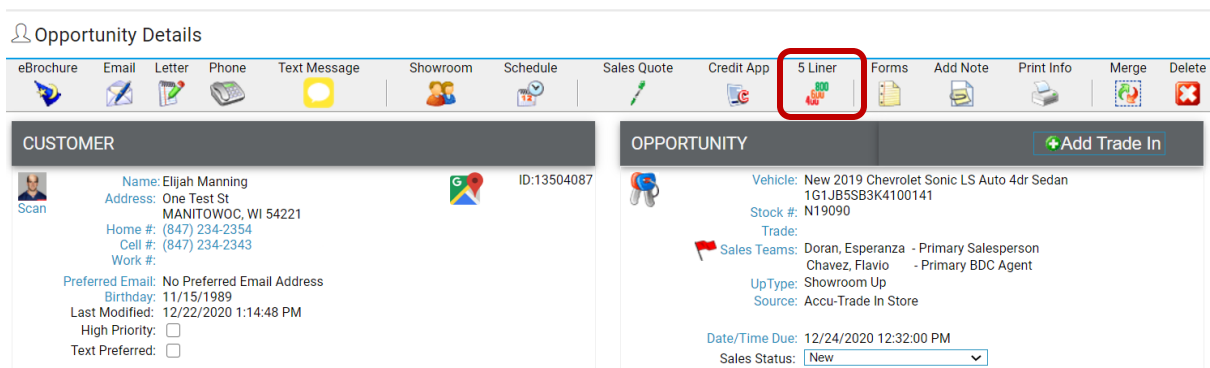 Opportunity Details
eBrochure Email Letter Phone Text Message Showroom Schedule Sales Quote Credit App 5 Liner Forms Add Note Print Info Merge Delete
12
800
400
CUSTOMER
Scan
Name: Elijah Manning
ID:13504087
Address: One Test St
MANITOWOC, WI 54221
Home #: (847) 234-2354
Cell #: (847) 234-2343
Work #:
Preferred Email: No Preferred Email Address
Birthday: 11/15/1989
Last Modified: 12/22/2020 1:14:48 PM
High Priority:
Text Preferred:
OPPORTUNITY
Add Trade In
Vehicle: New 2019 Chevrolet Sonic LS Auto 4dr Sedan
1G1JB5SB3K4100141
Stock #: N19090
Trade:
Sales Teams: Doran, Esperanza - Primary Salesperson
Chavez, Flavio - Primary BDC Agent
UpType: Showroom Up
Source: Accu-Trade In Store
Date/Time Due: 12/24/2020 12:32:00 PM
Sales Status: New